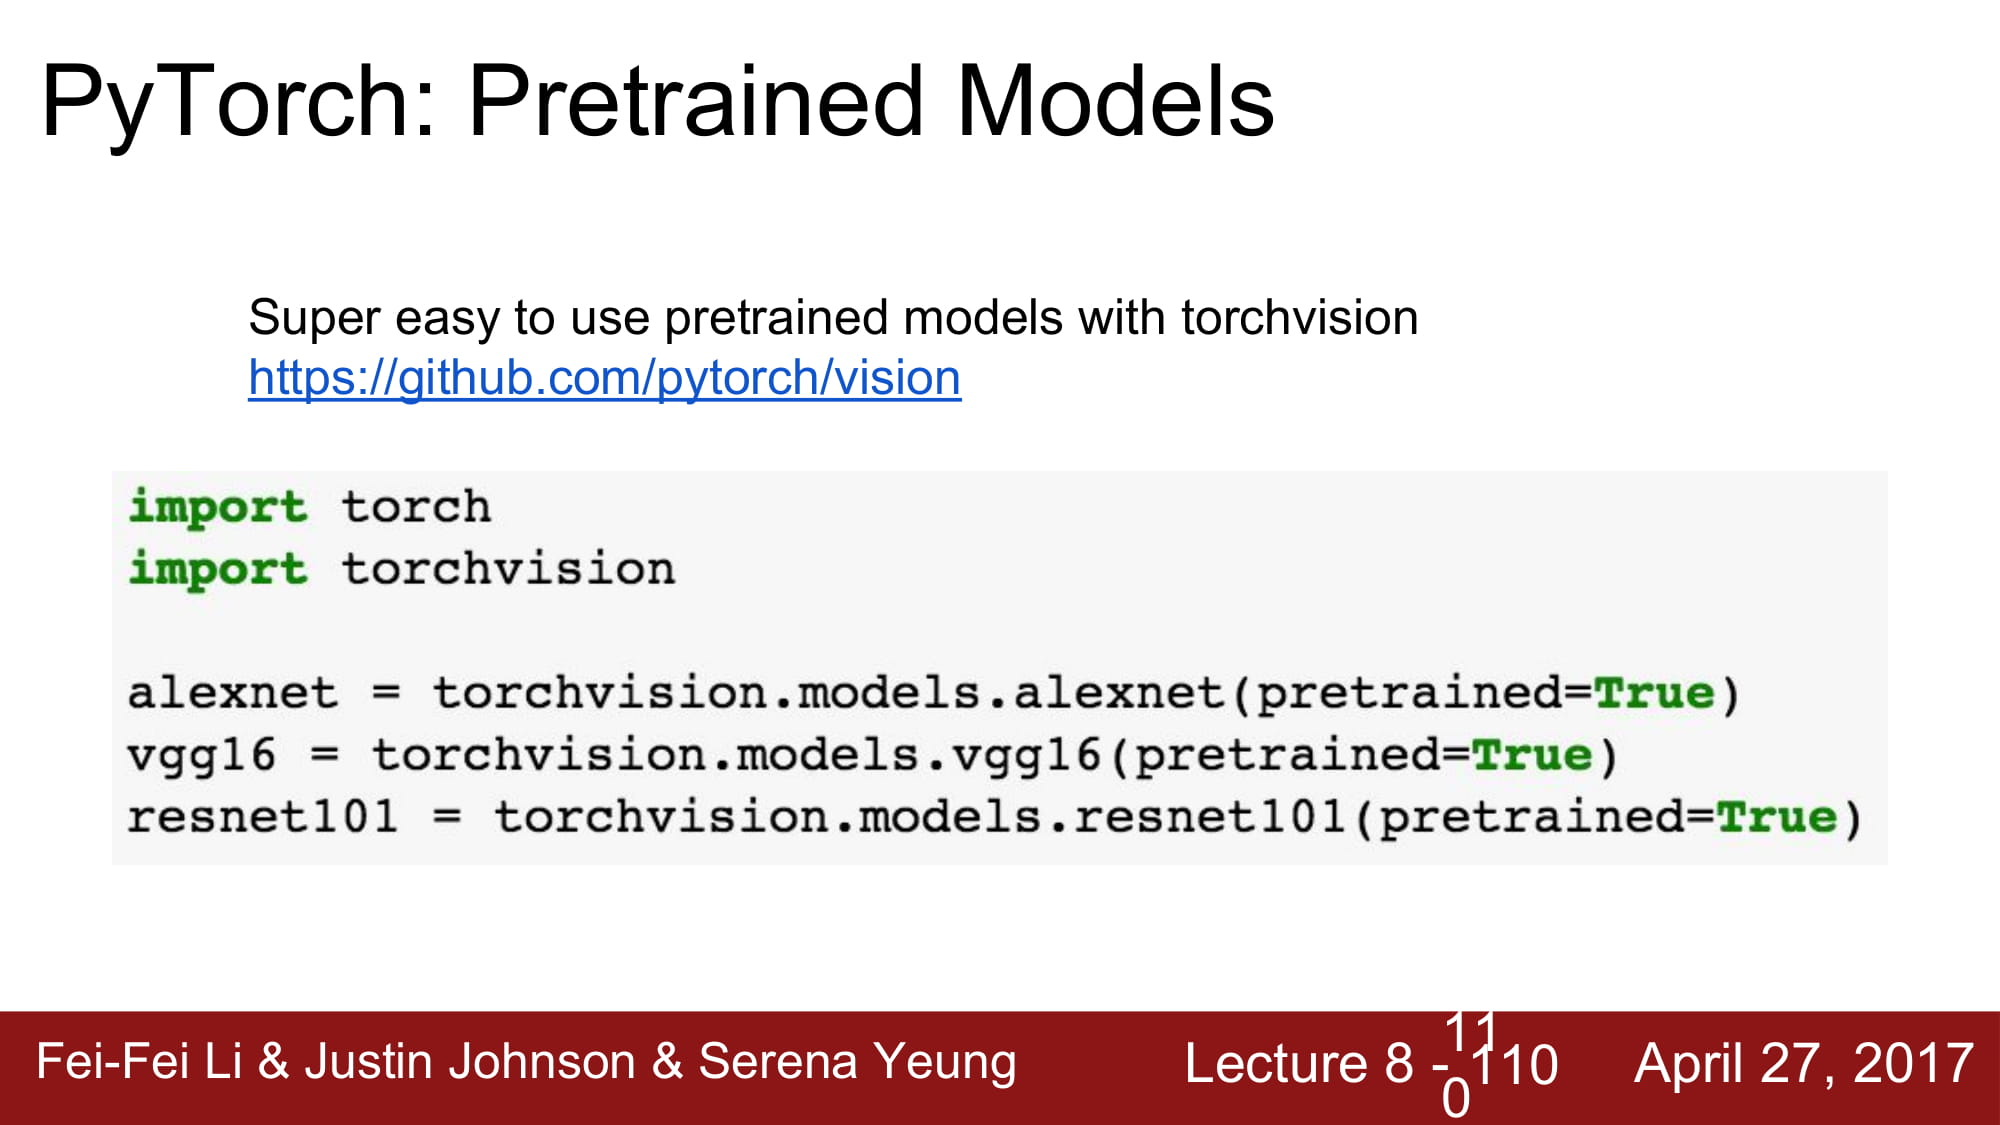 PyTorch: Pretrained Models
Super easy to use pretrained models with torchvision
https://github.com/pytorch/vision
import torch
import torchvision
alexnet = torchvision.models.alexnet(pretrained=True)
vgg16 = torchvision.models.vgg16(pretrained=True)
resnet101 = torchvision.models.resnet101(pretrained=True)
Fei-Fei Li & Justin Johnson & Serena Yeung
Lecture 8 - 110
11
0
April 27, 2017